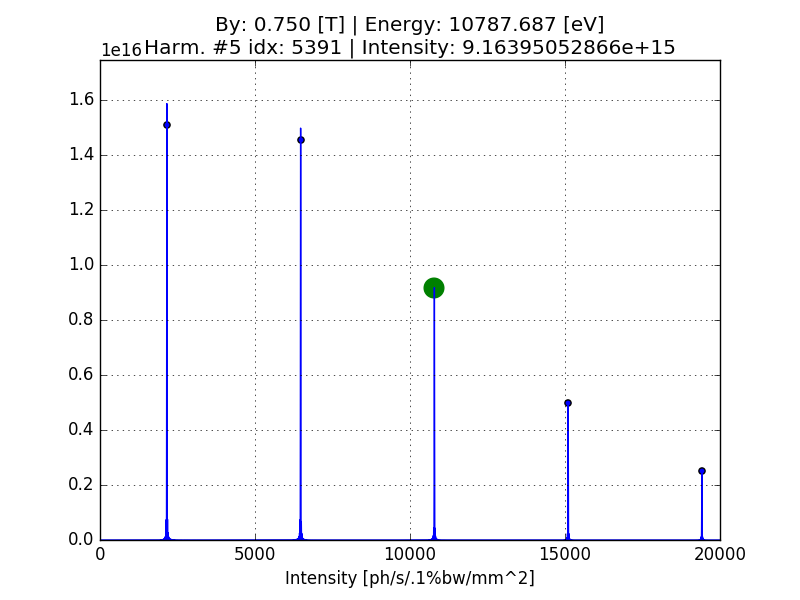 By: 0.750 [T] | Energy: 10787.687 [eV]
1e16 Harm. #5 idx: 5391 | Intensity: 9.16395052866e+15
1.6
1.4
1.2
1.0
0.8
0.6
0.4
0.2
0.0
0 5000 10000 15000 20000
Intensity [ph/s/.1%bw/mm^2]